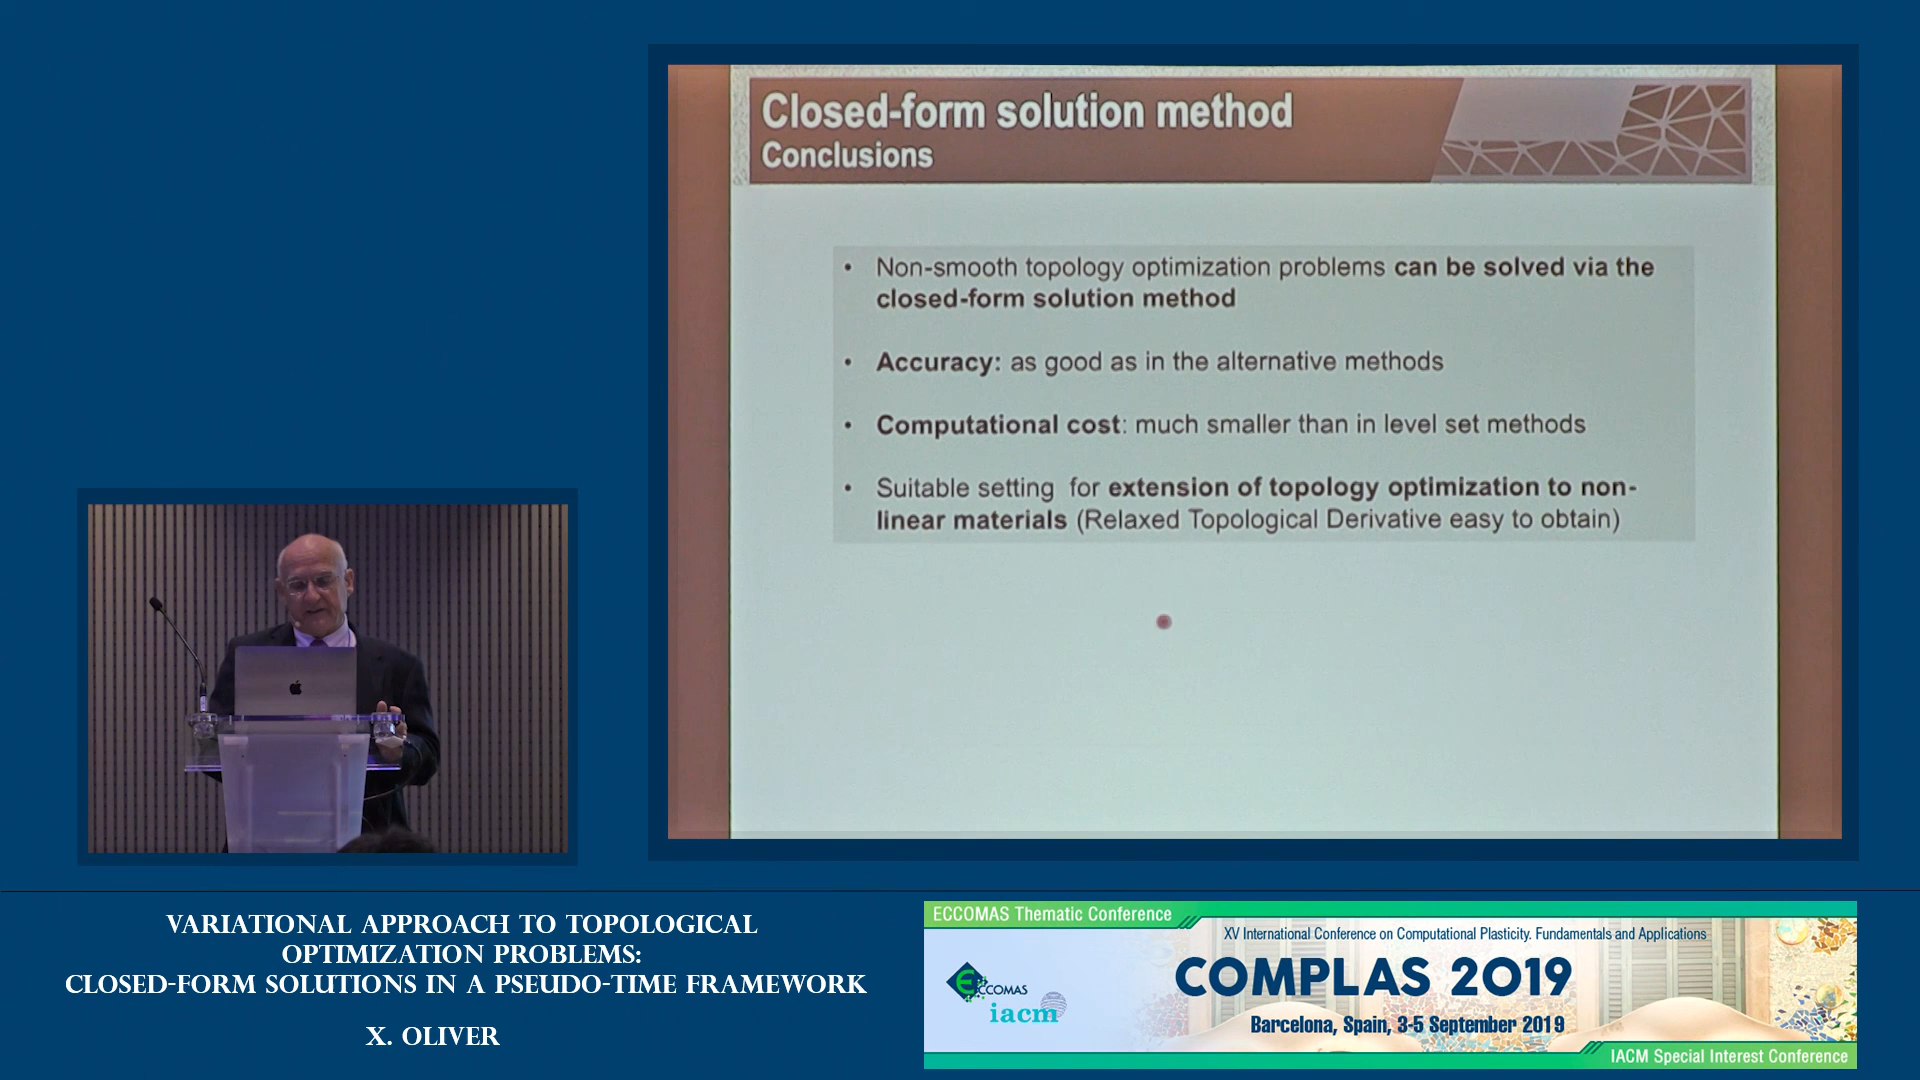 Closed-form solution method
Conclusions
• Non-smooth topology optimization problems can be solved via the
closed-form solution method
• Accuracy: as good as in the alternative methods
• Computational cost: much smaller than in level set methods
• Suitable setting for extension of topology optimization to non-
linear materials (Relaxed Topological Derivative easy to obtain)
VARIATIONAL APPROACH TO TOPOLOGICAL
OPTIMIZATION PROBLEMS:
CLOSED-FORM SOLUTIONS IN A PSEUDO-TIME FRAMEWORK
X. OLIVER
ECCOMAS Thematic Conference
XV International Conference on Computational Plasticity. Fundamentals and Applications
ECCOMAS
iacm
COMPLAS 2019
Barcelona, Spain, 3-5 September 2019
IACM Special Interest Conference